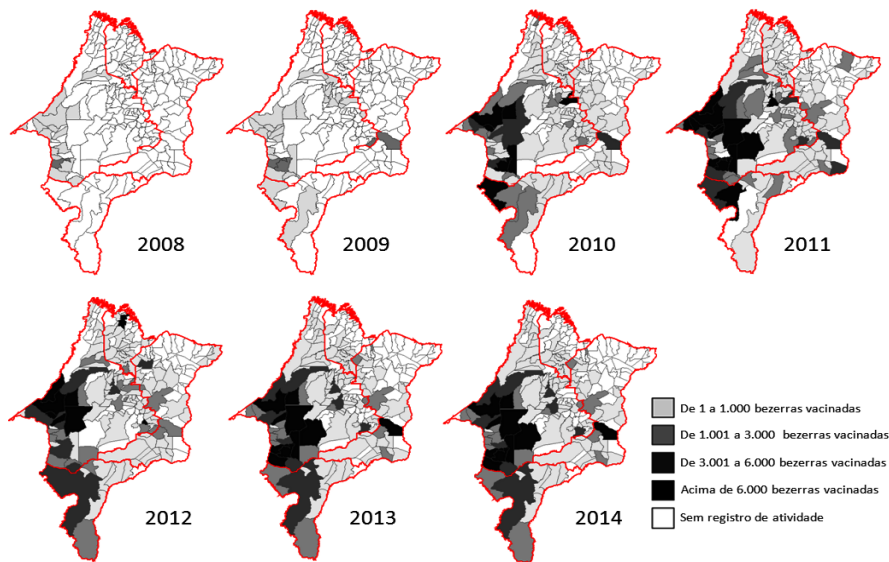 2008
2009
2010
2011
2012
2013
2014
De 1 a 1.000 bezerras vacinadas
De 1.001 a 3.000 bezerras vacinadas
De 3.001 a 6.000 bezerras vacinadas
Acima de 6.000 bezerras vacinadas
Sem registro de atividade